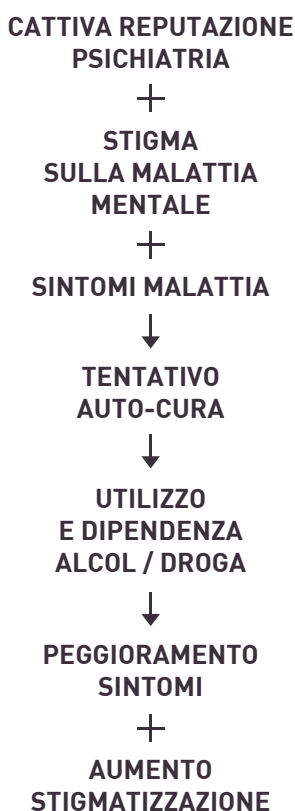 CATTIVA REPUTAZIONE
PSICHIATRIA
+
STIGMA
SULLA MALATTIA
MENTALE
+
SINTOMI MALATTIA
↓
TENTATIVO
AUTO-CURA
↓
UTILIZZO
E DIPENDENZA
ALCOL / DROGA
↓
PEGGIORAMENTO
SINTOMI
+
AUMENTO
STIGMATIZZAZIONE